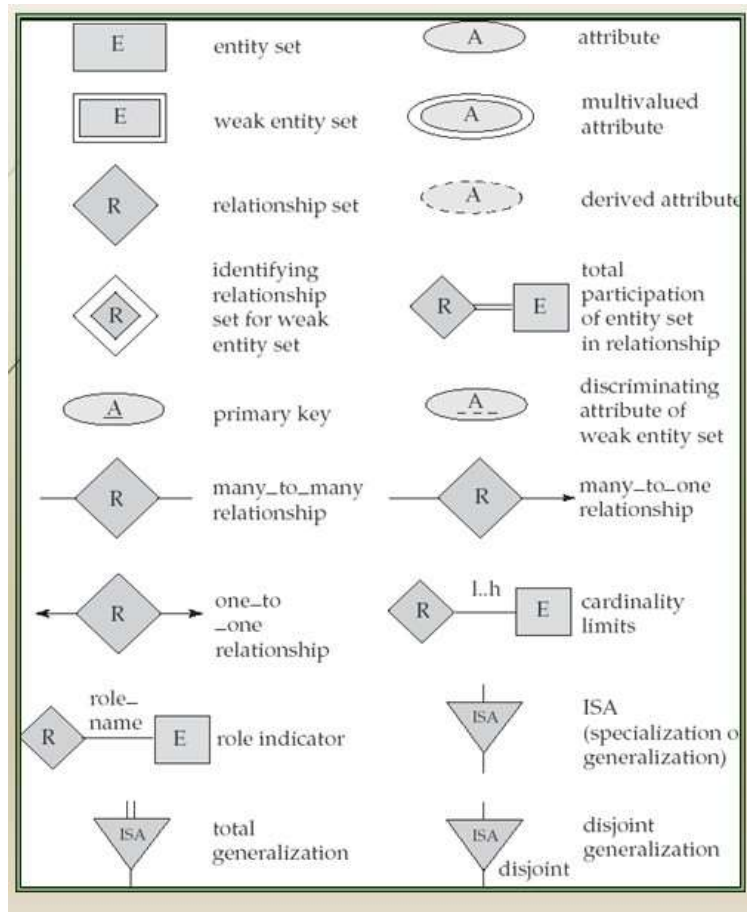 E
entity set
A
attribute
E
weak entity set
A
multivalued
attribute
R
relationship set
A
derived attribute
R
identifying
relationship
set for weak
entity set
R
E
total
participation
of entity set
in relationship
A
primary key
A
discriminating
attribute of
weak entity set
R
many_to_many
relationship
R
many_to_one
relationship
R
one_to
_one
relationship
R
l..h
E
cardinality
limits
role_
name
R
E
role indicator
ISA
ISA
(specialization o
generalization)
ISA
total
generalization
ISA
disjoint
disjoint
generalization